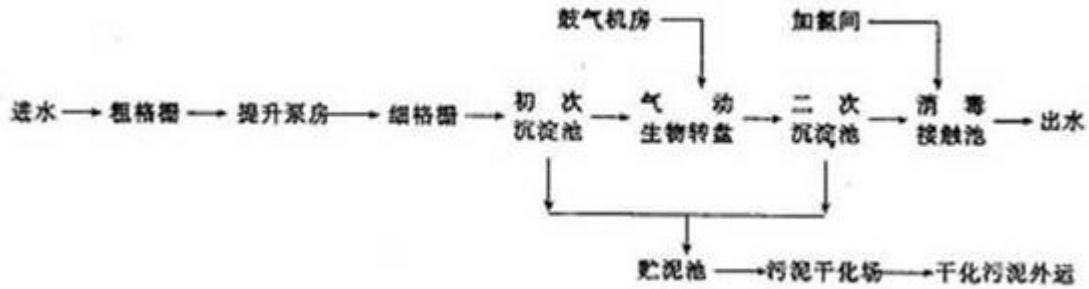 鼓气机房
加氯间
进水
粗格栅
提升泵房
细格栅
初次
沉淀池
气动
生物转盘
二次
沉淀池
消毒
接触池
出水
贮泥池
污泥干化场
干化污泥外运